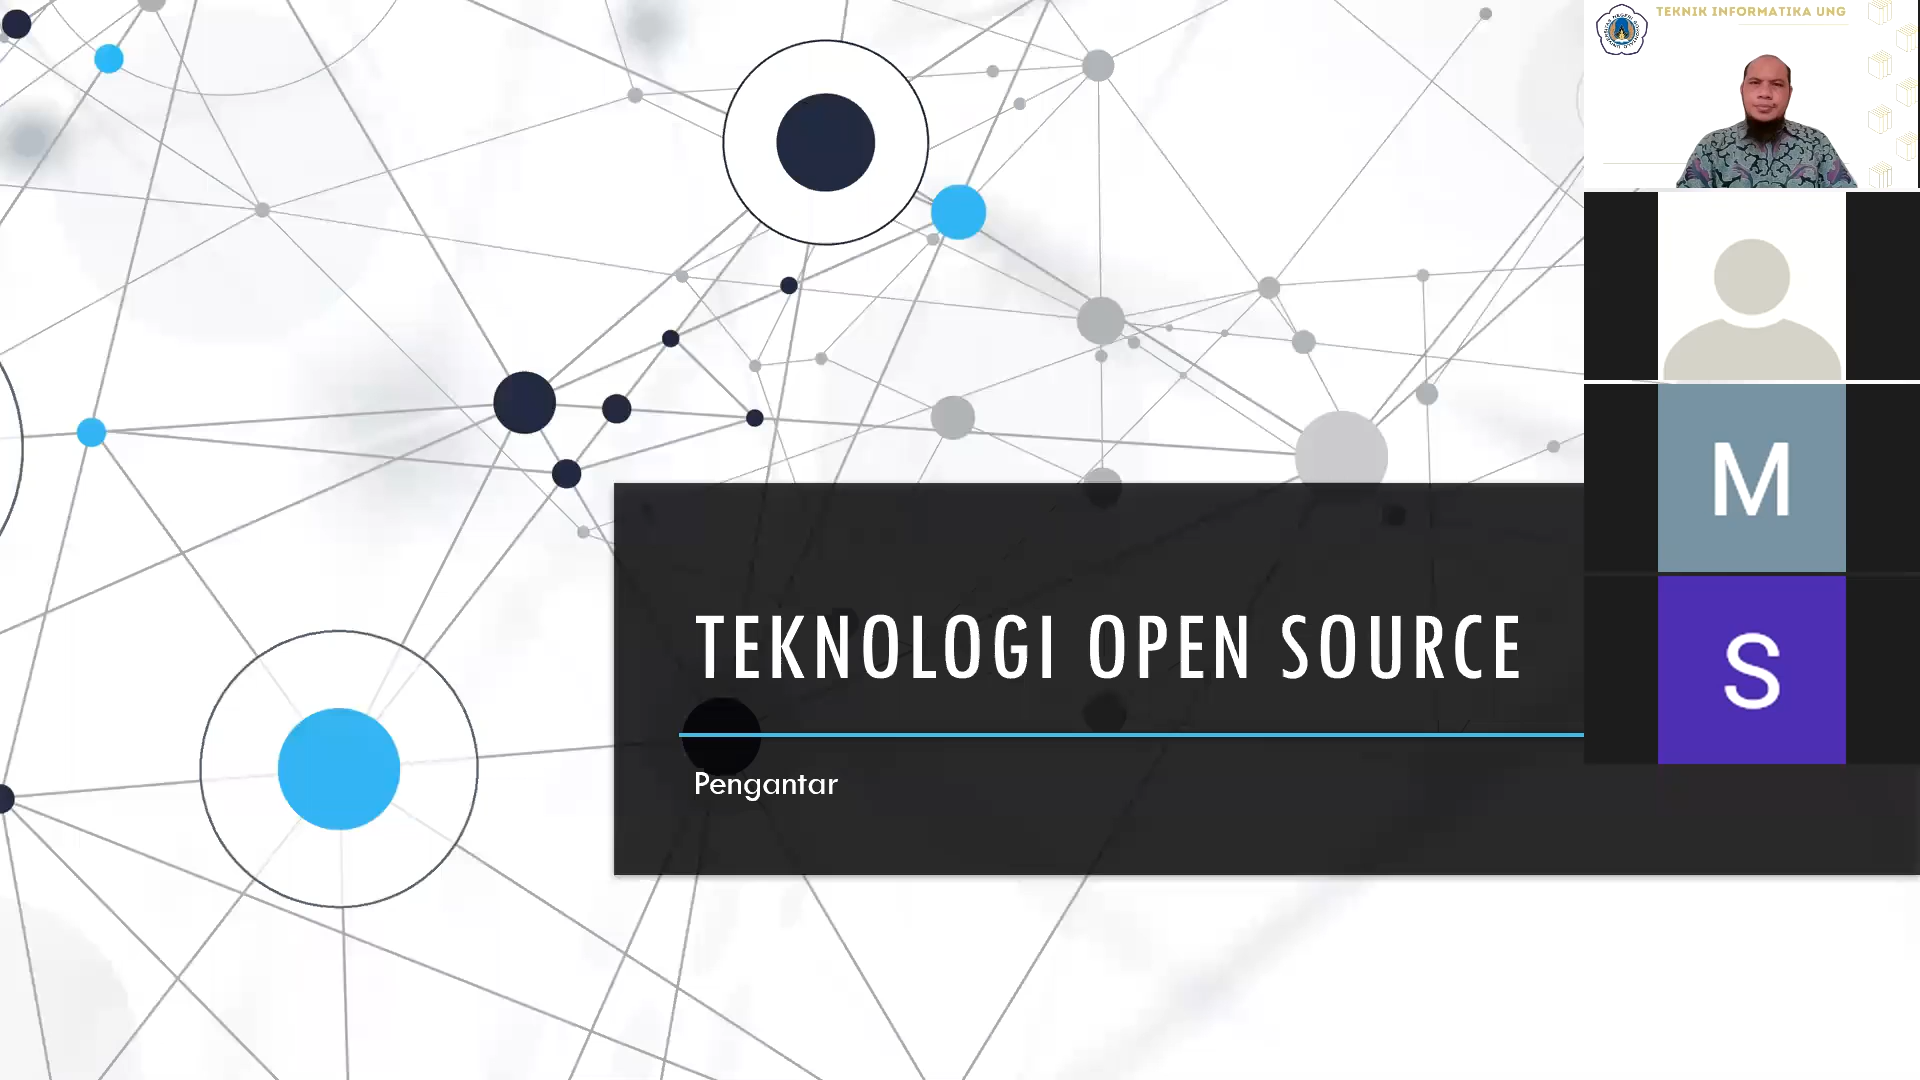 TEKNIK INFORMATIKA UNG
M
TEKNOLOGI OPEN SOURCE
S
Pengantar